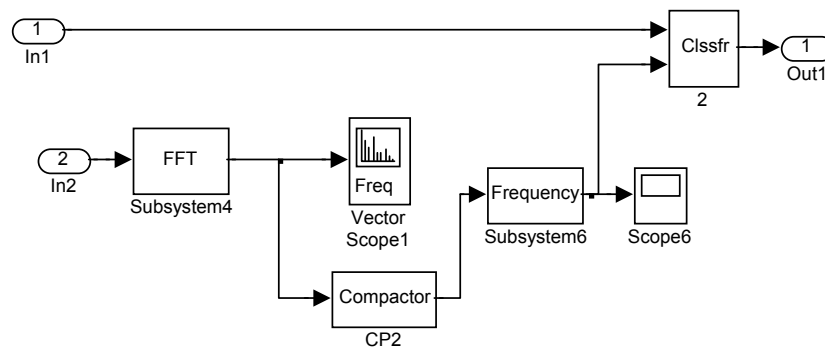 1
In1
Clssfr
2
1
Out1
2
In2
FFT
Subsystem4
Freq
Vector
Scope1
Frequency
Subsystem6
Scope6
Compactor
CP2